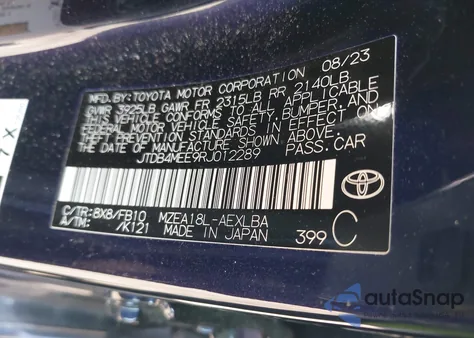 MFD.BY:TOYOTA MOTOR CORPORATION 08/23
GVWR 3925LB GAWR FR 2315LB RR 2140LB
THIS VEHICLE CONFORMS TO ALL APPLICABLE
FEDERAL MOTOR VEHICLE SAFETY,BUMPER,AND
THEFT PREVENTION STANDARDS IN EFFECT ON
THE DATE OF MANUFACTURE SHOWN ABOVE.
JTDB4MEE9RJ012289 PASS.CAR
C/TR:8X8/FB10 MZEA18L-AEXLBA
A/TM: /K121 MADE IN JAPAN 399 C
autoSnap